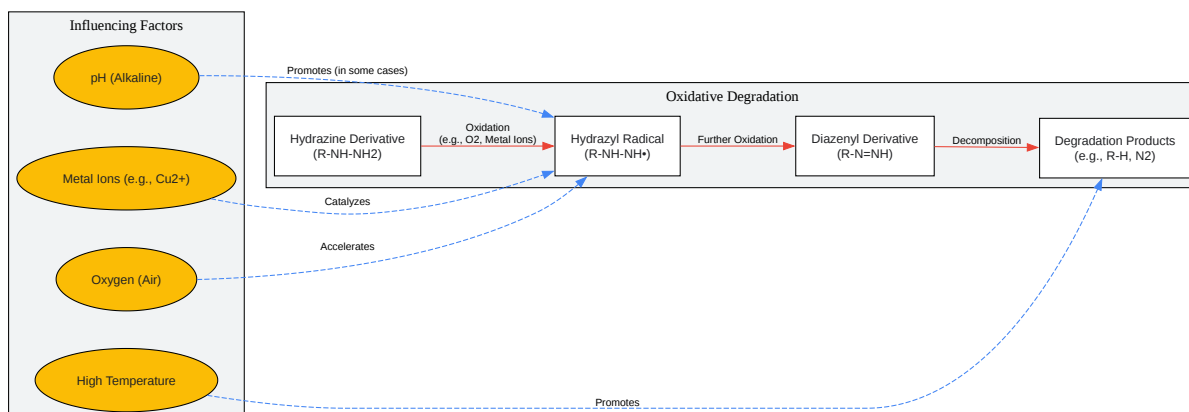 Influencing Factors
pH (Alkaline)
Metal Ions (e.g., Cu2+)
Oxygen (Air)
High Temperature
Promotes (in some cases)
Catalyzes
Accelerates
Promotes
Oxidative Degradation
Hydrazine Derivative
(R-NH-NH2)
Oxidation
(e.g., O2, Metal Ions)
Hydrazyl Radical
(R-NH-NH•)
Further Oxidation
Diazenyl Derivative
(R-N=NH)
Decomposition
Degradation Products
(e.g., R-H, N2)